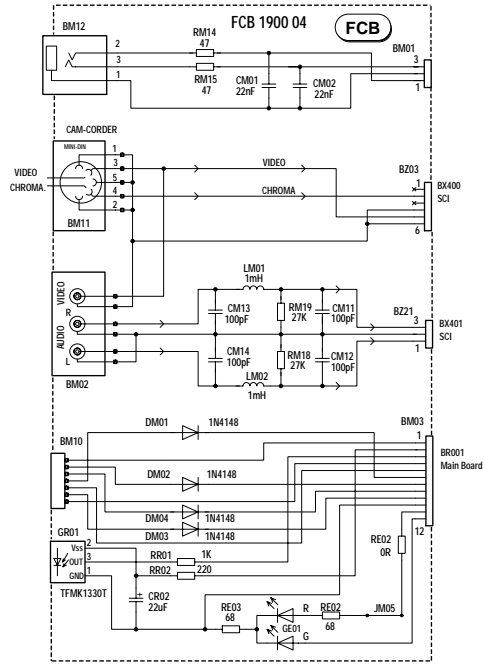 FCB 1900 04
FCB
BM12
2
3
1
RM14
47
RM15
47
CM01
22nF
CM02
22nF
BM01
3
1
CAM-CORDER
MINI-DIN
1
3
5
4
2
VIDEO
CHROMA.
BM11
VIDEO
CHROMA
BZ03
1
6
BX400
SCI
VIDEO
R
AUDIO
L
BM02
LM01
1mH
CM13
100pF
RM19
27K
CM11
100pF
CM14
100pF
RM18
27K
CM12
100pF
LM02
1mH
BZ21
3
1
BX401
SCI
BM03
1
12
BR001
Main Board
BM10
DM01
1N4148
DM02
1N4148
DM04
1N4148
DM03
1N4148
GR01
Vss
2
OUT
3
GND
1
TFMK1330T
RR01
1K
RR02
220
CR02
22uF
+
RE03
68
R
GE01
G
RE02
68
JM05
RE02
0R